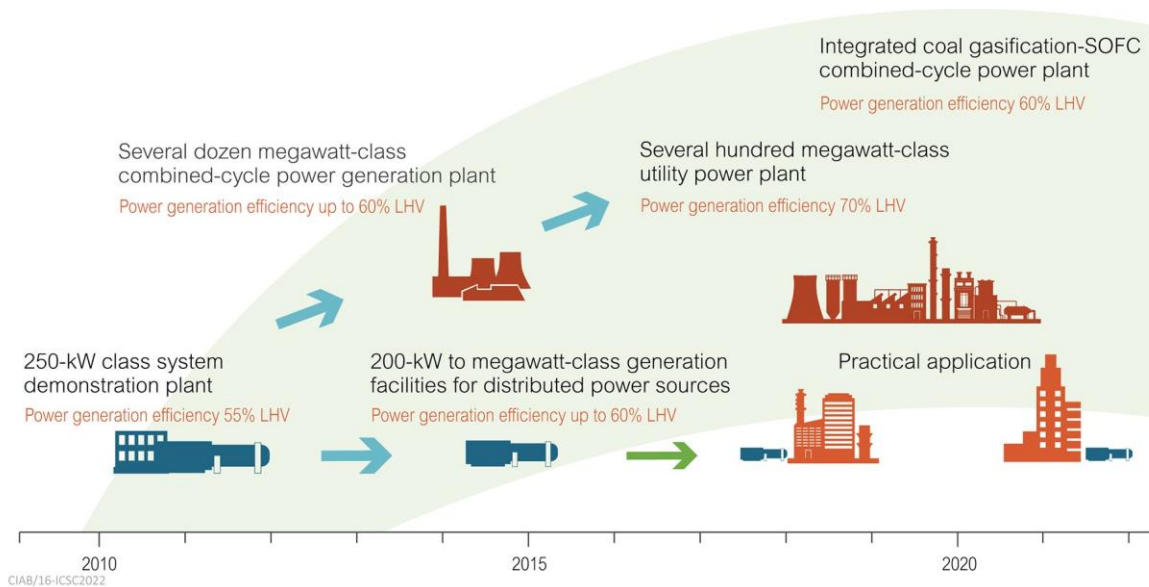 Integrated coal gasification-SOFC
combined-cycle power plant
Power generation efficiency 60% LHV
Several dozen megawatt-class
combined-cycle power generation plant
Power generation efficiency up to 60% LHV
Several hundred megawatt-class
utility power plant
Power generation efficiency 70% LHV
250-kW class system
demonstration plant
Power generation efficiency 55% LHV
200-kW to megawatt-class generation
facilities for distributed power sources
Power generation efficiency up to 60% LHV
Practical application
2010
2015
2020
CIAB/16-ICSC2022